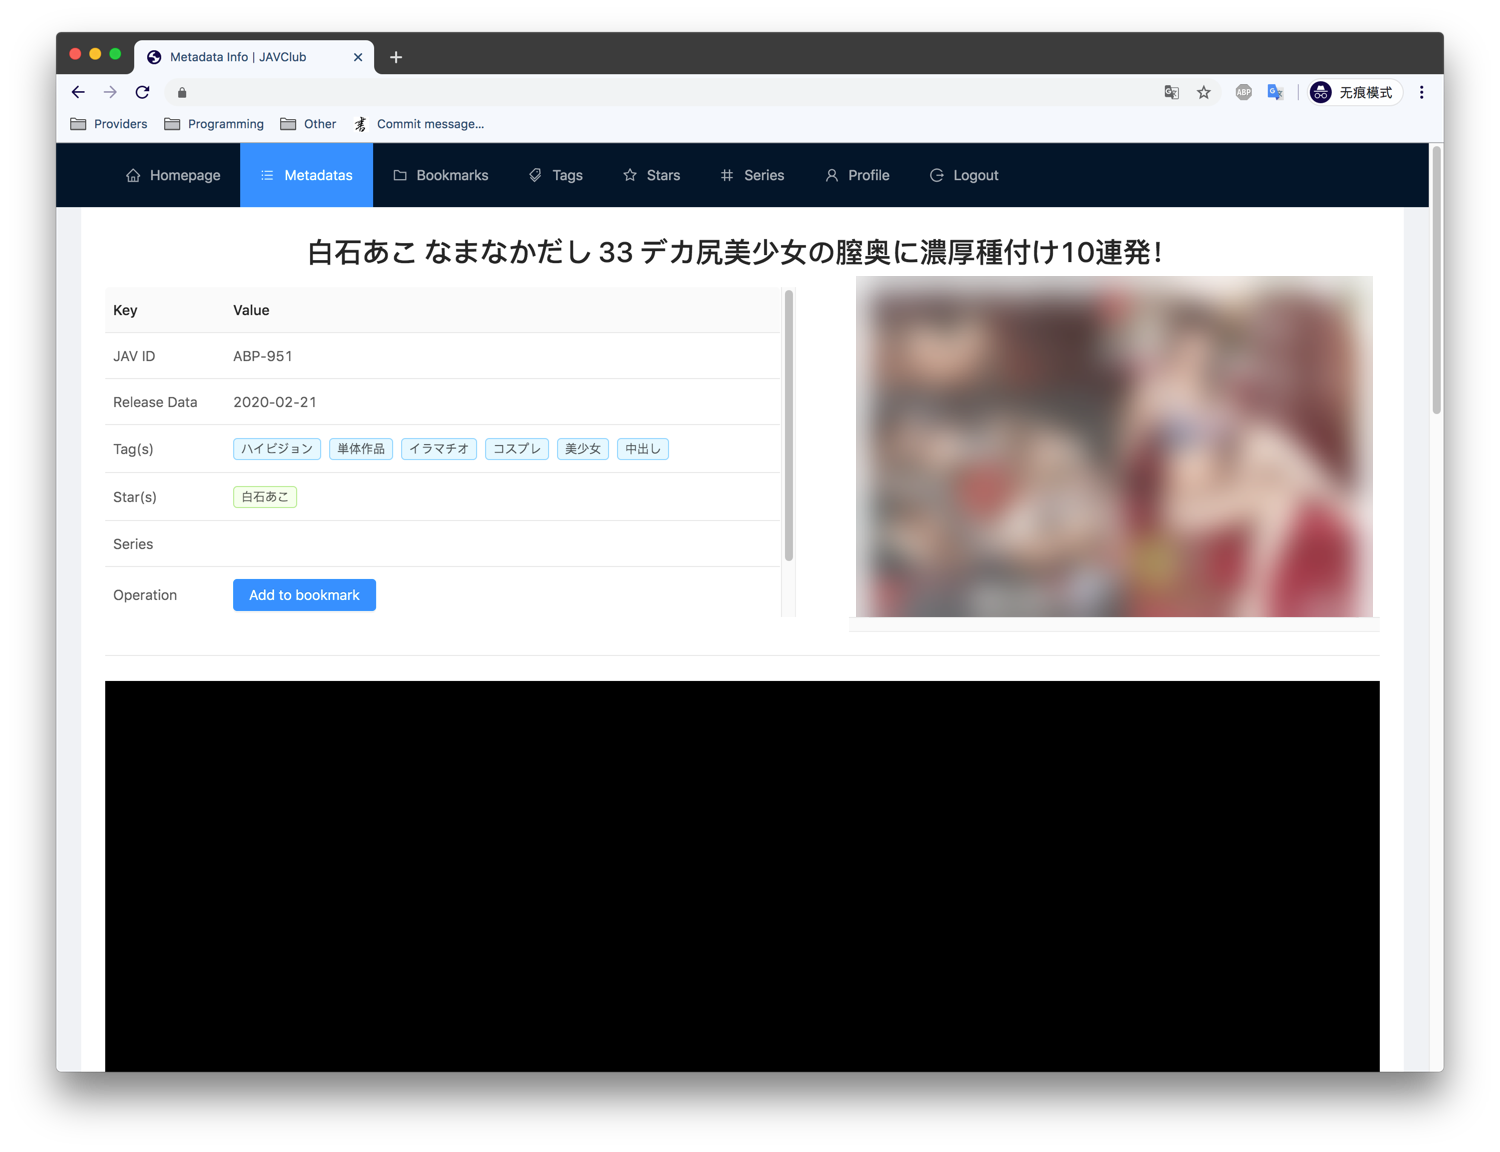 Metadata Info | JAVClub
无痕模式
Providers Programming Other Commit message...
Homepage Metadatas Bookmarks Tags Stars Series Profile Logout
白石あこ なまなかだし 33 デカ尻美少女の膣奥に濃厚種付け10連発!
Key Value
JAV ID ABP-951
Release Data 2020-02-21
Tag(s) ハイビジョン 単体作品 イラマチオ コスプレ 美少女 中出し
Star(s) 白石あこ
Series
Operation Add to bookmark